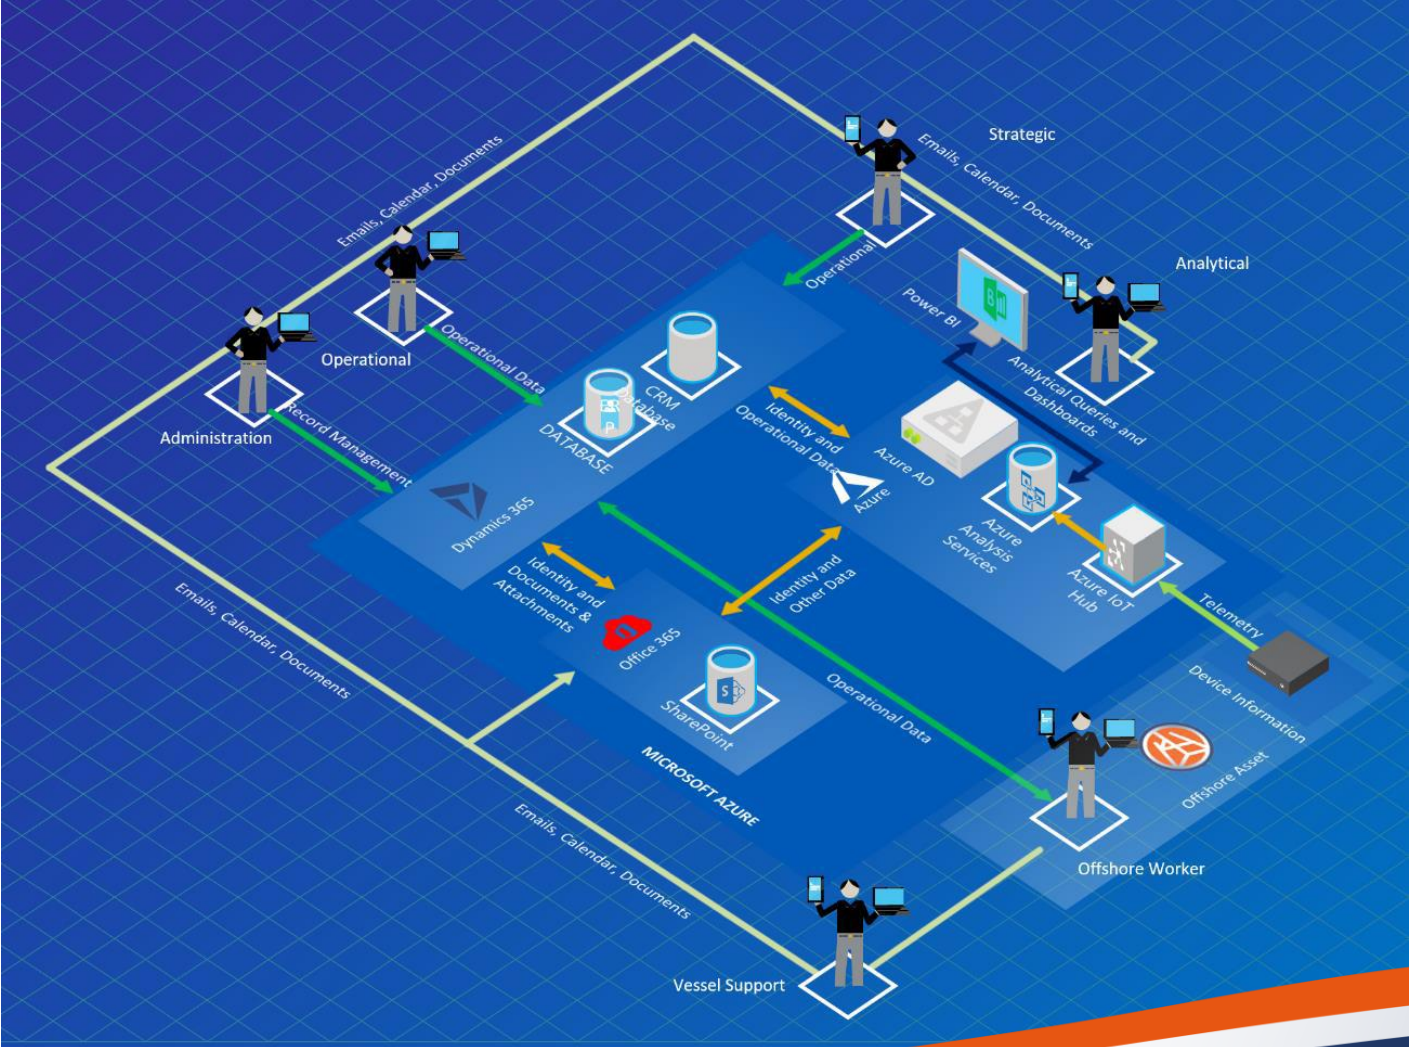 Strategic
Emails, Calendar, Documents
Emails, Calendar, Documents
Analytical
Operational
Power BI
B
Operational
Operational Data
Administration
Record Management
CRM
Database
ER
P
DATABASE
Analytical Queries and
Dashboards
Identity and
Operational Data
Azure AD
Azure
Dynamics 365
Azure
Analysis
Services
Azure IoT
Hub
Identity and
Documents &
Attachments
Identity and
Other Data
Telemetry
Office 365
Emails, Calendar, Documents
S
SharePoint
Operational Data
Device Information
MICROSOFT AZURE
Offshore Asset
Emails, Calendar, Documents
Offshore Worker
Vessel Support